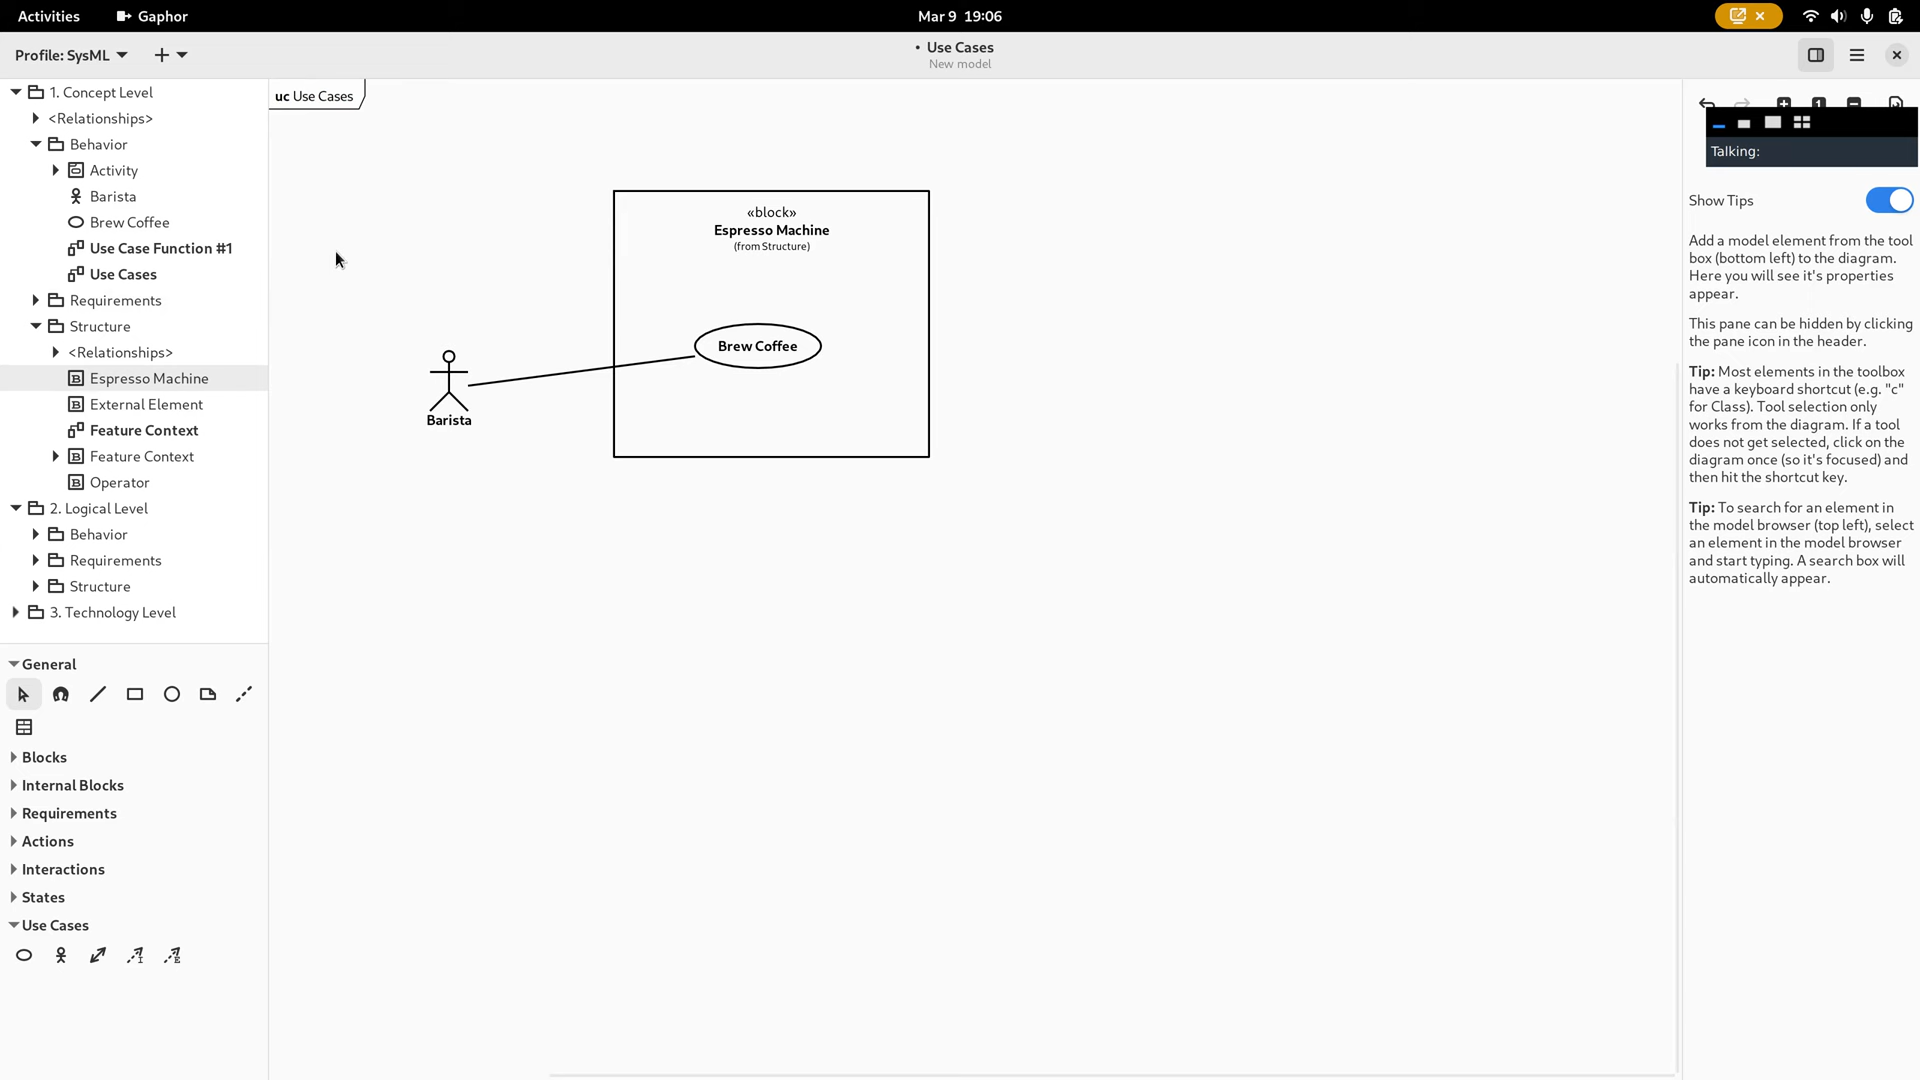 Activities
Gaphor
Mar 9 19:06
Profile: SysML
• Use Cases
New model
1. Concept Level
<Relationships>
Behavior
Activity
Barista
Brew Coffee
Use Case Function #1
Use Cases
Requirements
Structure
<Relationships>
Espresso Machine
External Element
Feature Context
Feature Context
Operator
2. Logical Level
Behavior
Requirements
Structure
3. Technology Level
General
Blocks
Internal Blocks
Requirements
Actions
Interactions
States
Use Cases
uc Use Cases
«block»
Espresso Machine
(from Structure)
Brew Coffee
Barista
Talking:
Show Tips
Add a model element from the tool
box (bottom left) to the diagram.
Here you will see it's properties
appear.
This pane can be hidden by clicking
the pane icon in the header.
Tip: Most elements in the toolbox
have a keyboard shortcut (e.g. "c"
for Class). Tool selection only
works from the diagram. If a tool
does not get selected, click on the
diagram once (so it's focused) and
then hit the shortcut key.
Tip: To search for an element in
the model browser (top left), select
an element in the model browser
and start typing. A search box will
automatically appear.